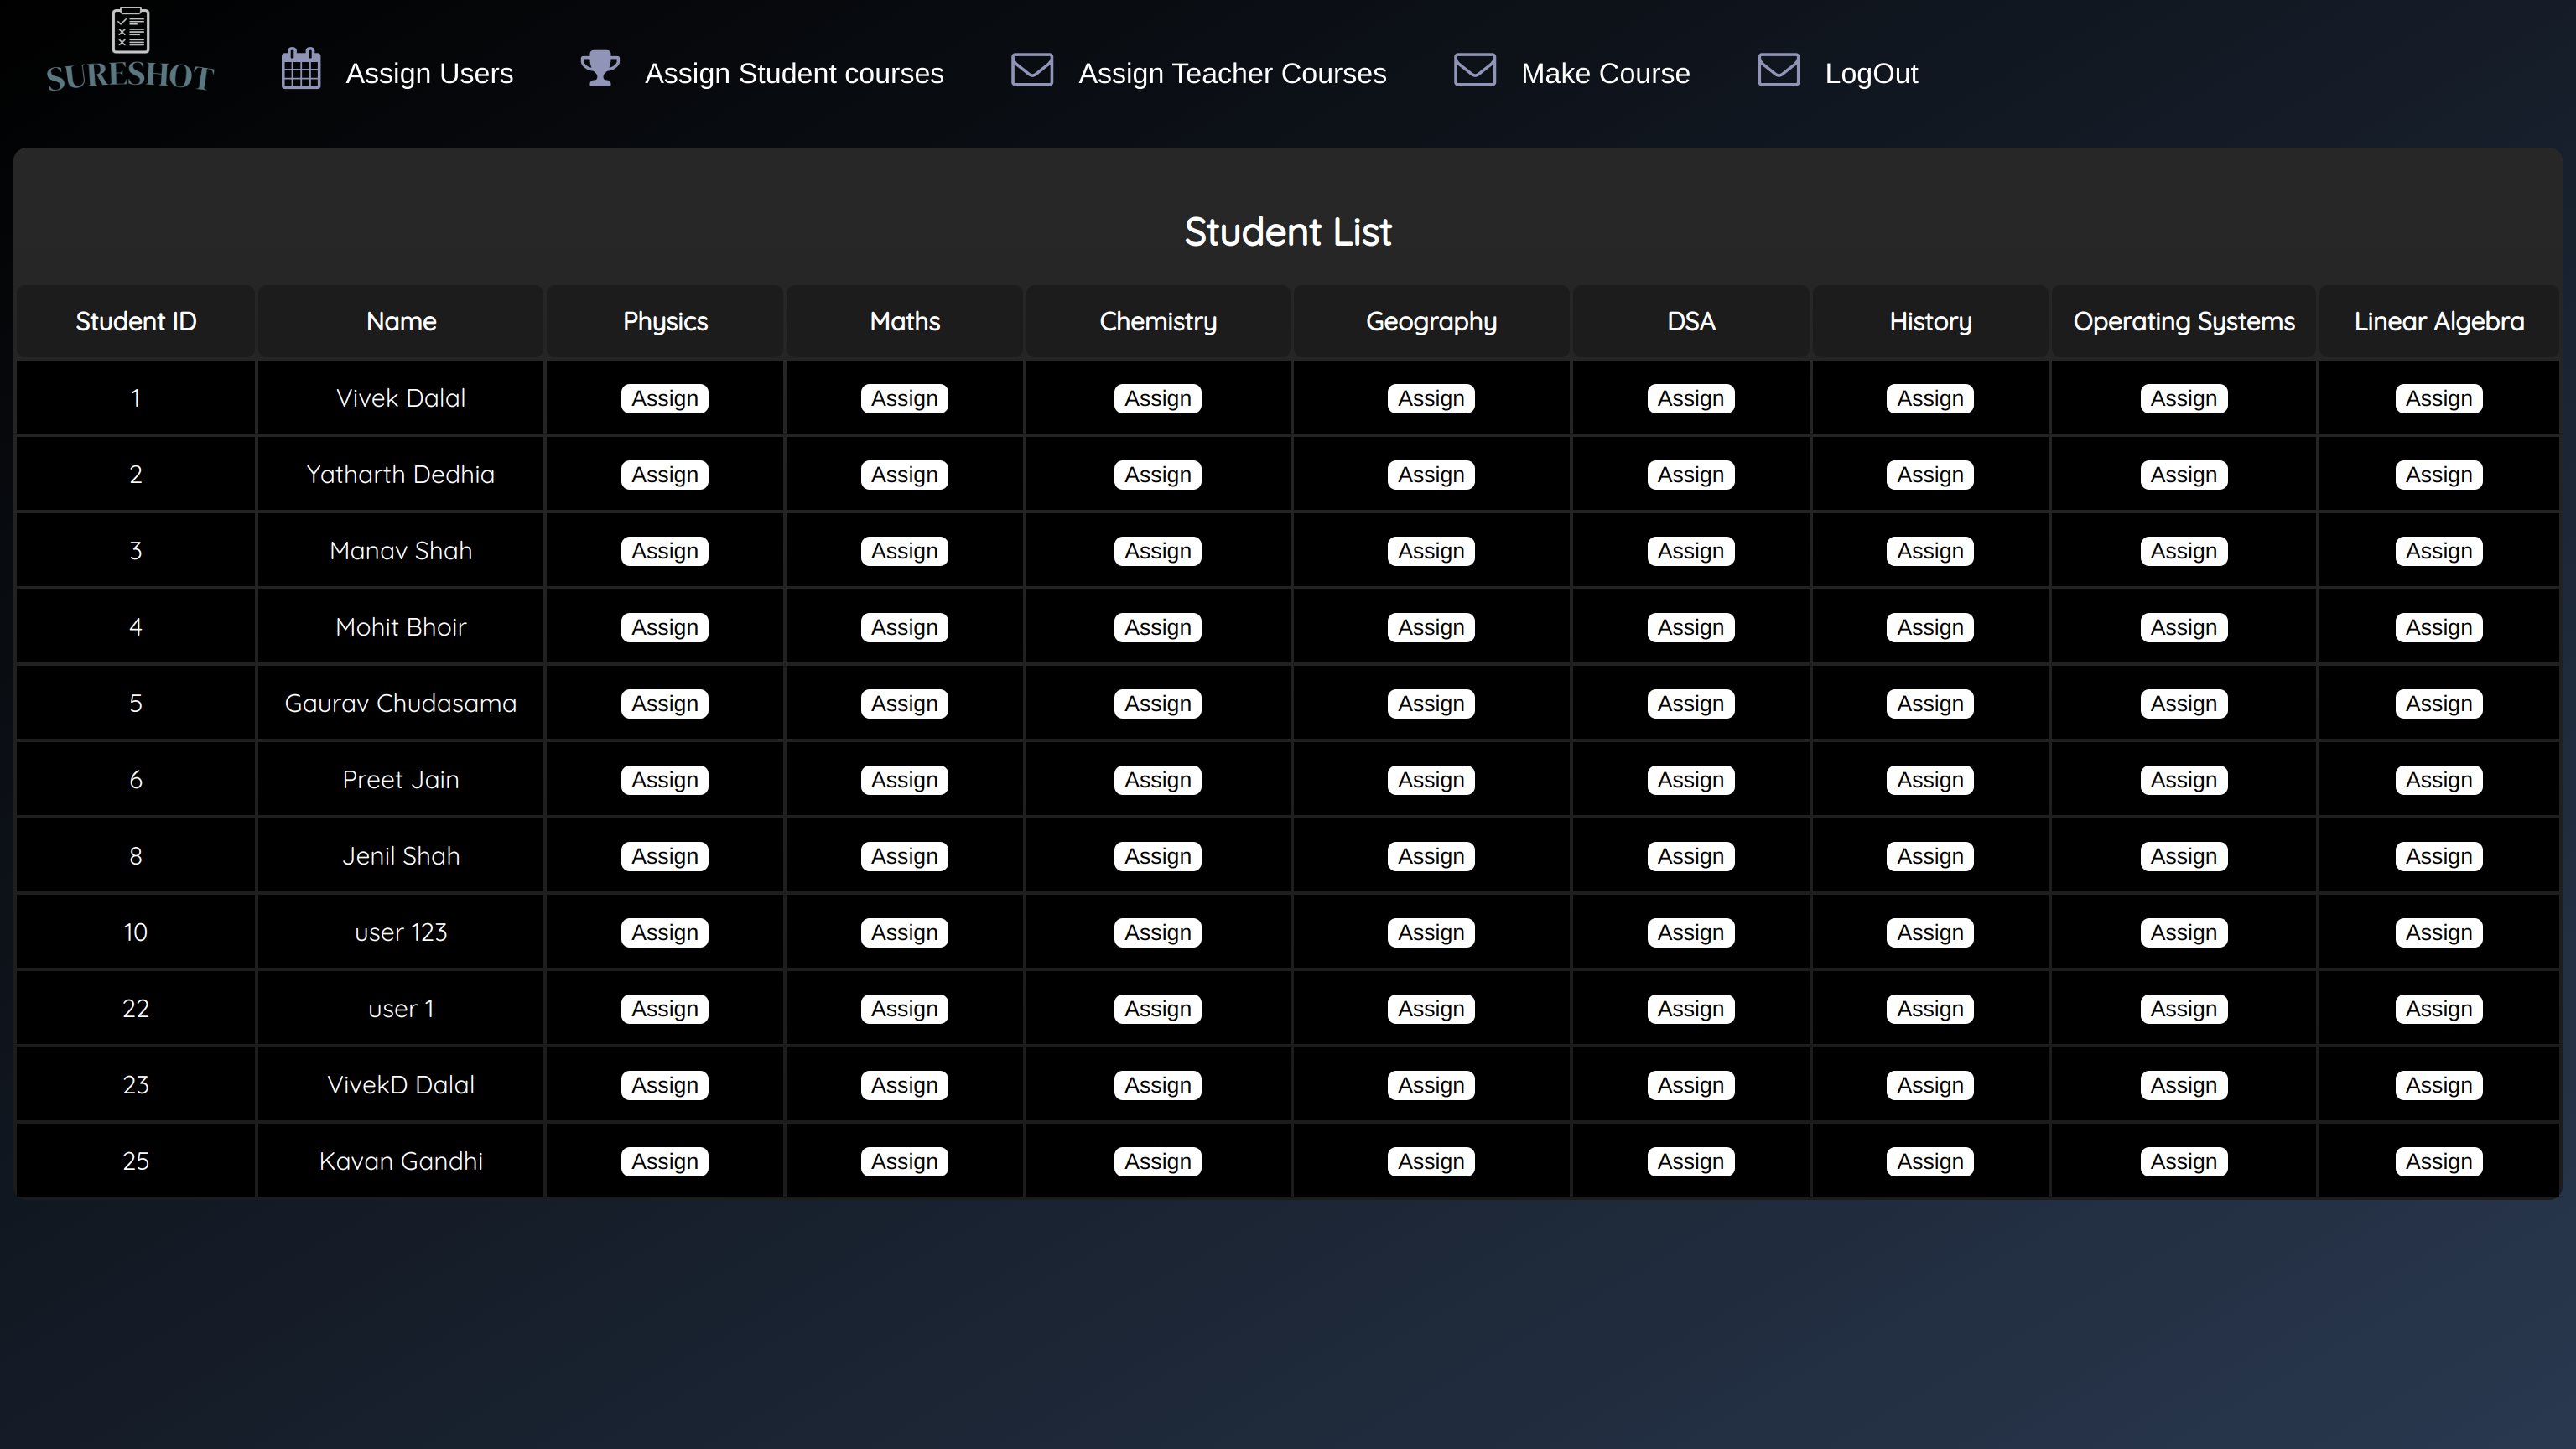 SURESHOT
Assign Users Assign Student courses Assign Teacher Courses Make Course LogOut
Student List
Student ID Name Physics Maths Chemistry Geography DSA History Operating Systems Linear Algebra
1 Vivek Dalal Assign Assign Assign Assign Assign Assign Assign Assign
2 Yatharth Dedhia Assign Assign Assign Assign Assign Assign Assign Assign
3 Manav Shah Assign Assign Assign Assign Assign Assign Assign Assign
4 Mohit Bhoir Assign Assign Assign Assign Assign Assign Assign Assign
5 Gaurav Chudasama Assign Assign Assign Assign Assign Assign Assign Assign
6 Preet Jain Assign Assign Assign Assign Assign Assign Assign Assign
8 Jenil Shah Assign Assign Assign Assign Assign Assign Assign Assign
10 user 123 Assign Assign Assign Assign Assign Assign Assign Assign
22 user 1 Assign Assign Assign Assign Assign Assign Assign Assign
23 VivekD Dalal Assign Assign Assign Assign Assign Assign Assign Assign
25 Kavan Gandhi Assign Assign Assign Assign Assign Assign Assign Assign